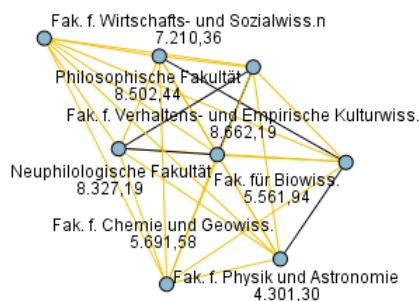 Fak. f. Wirtschafts- und Sozialwiss.n
7.210,36
Philosophische Fakultät
8.502,44
Fak. f. Verhaltens- und Empirische Kulturwiss.
8.662,19
Neuphilologische Fakultät
8.327,19
Fak. für Biowiss.
5.561,94
Fak. f. Chemie und Geowiss.
5.691,58
Fak. f. Physik und Astronomie
4.301,30